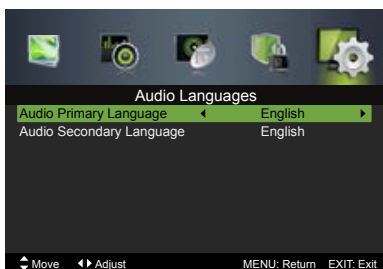 Audio Languages
Audio Primary Language English
Audio Secondary Language English
Move Adjust MENU: Return EXIT: Exit